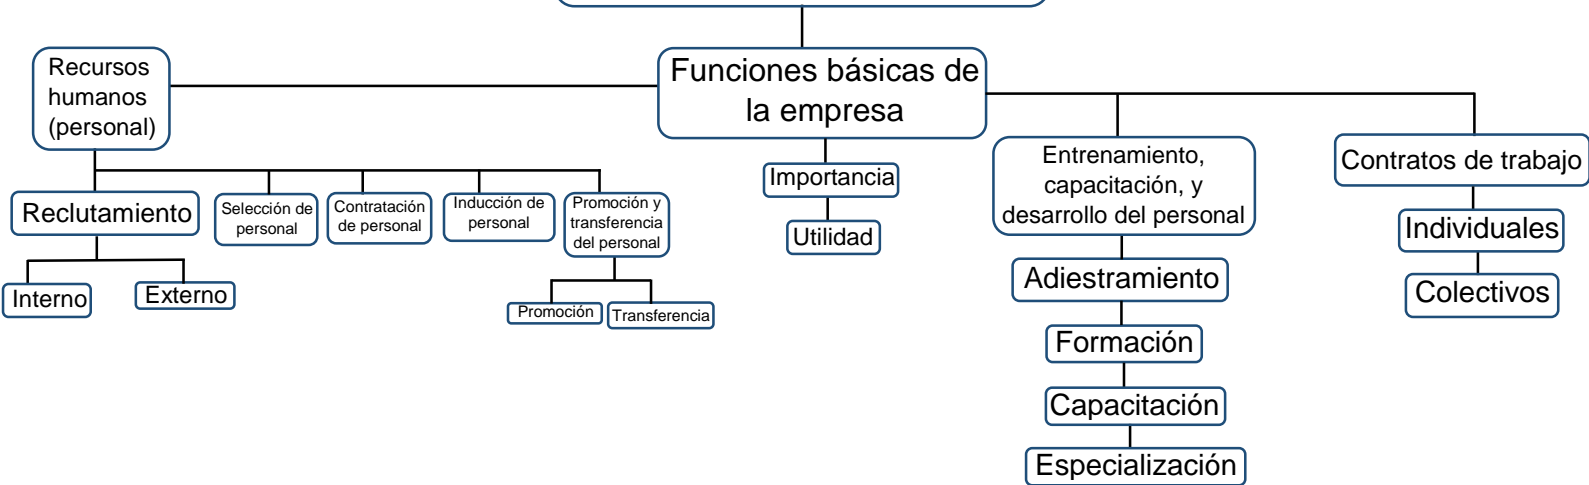 Funciones básicas de
la empresa
Recursos
humanos
(personal)
Reclutamiento
Interno
Externo
Selección de
personal
Contratación
de personal
Inducción de
personal
Promoción y
transferencia
del personal
Promoción
Transferencia
Importancia
Utilidad
Entrenamiento,
capacitación, y
desarrollo del personal
Adiestramiento
Formación
Capacitación
Especialización
Contratos de trabajo
Individuales
Colectivos